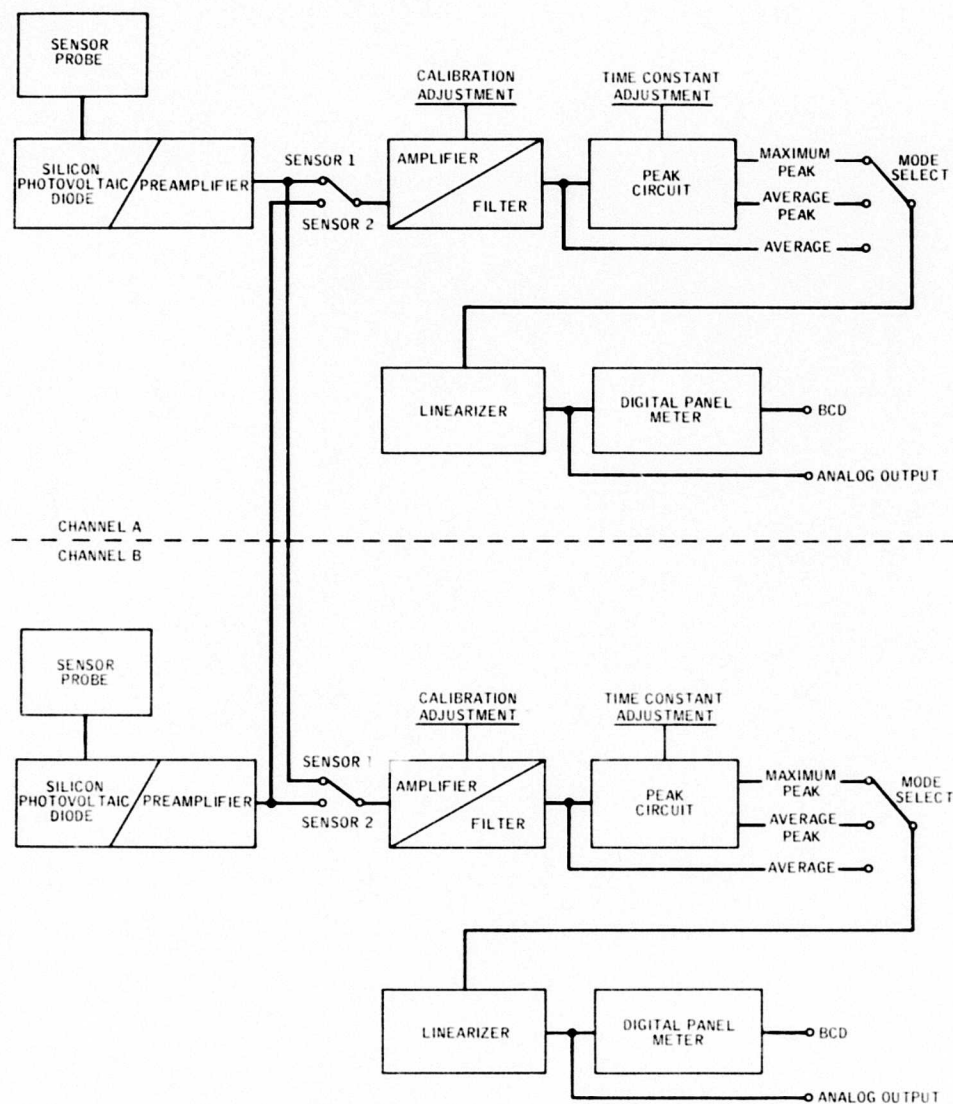 SENSOR
PROBE
SILICON
PHOTOVOLTAIC
DIODE
PREAMPLIFIER
SENSOR 1
SENSOR 2
CALIBRATION
ADJUSTMENT
AMPLIFIER
FILTER
TIME CONSTANT
ADJUSTMENT
PEAK
CIRCUIT
MAXIMUM
PEAK
AVERAGE
PEAK
AVERAGE
MODE
SELECT
LINEARIZER
DIGITAL PANEL
METER
BCD
ANALOG OUTPUT
CHANNEL A
CHANNEL B
SENSOR
PROBE
SILICON
PHOTOVOLTAIC
DIODE
PREAMPLIFIER
SENSOR 1
SENSOR 2
CALIBRATION
ADJUSTMENT
AMPLIFIER
FILTER
TIME CONSTANT
ADJUSTMENT
PEAK
CIRCUIT
MAXIMUM
PEAK
AVERAGE
PEAK
AVERAGE
MODE
SELECT
LINEARIZER
DIGITAL PANEL
METER
BCD
ANALOG OUTPUT